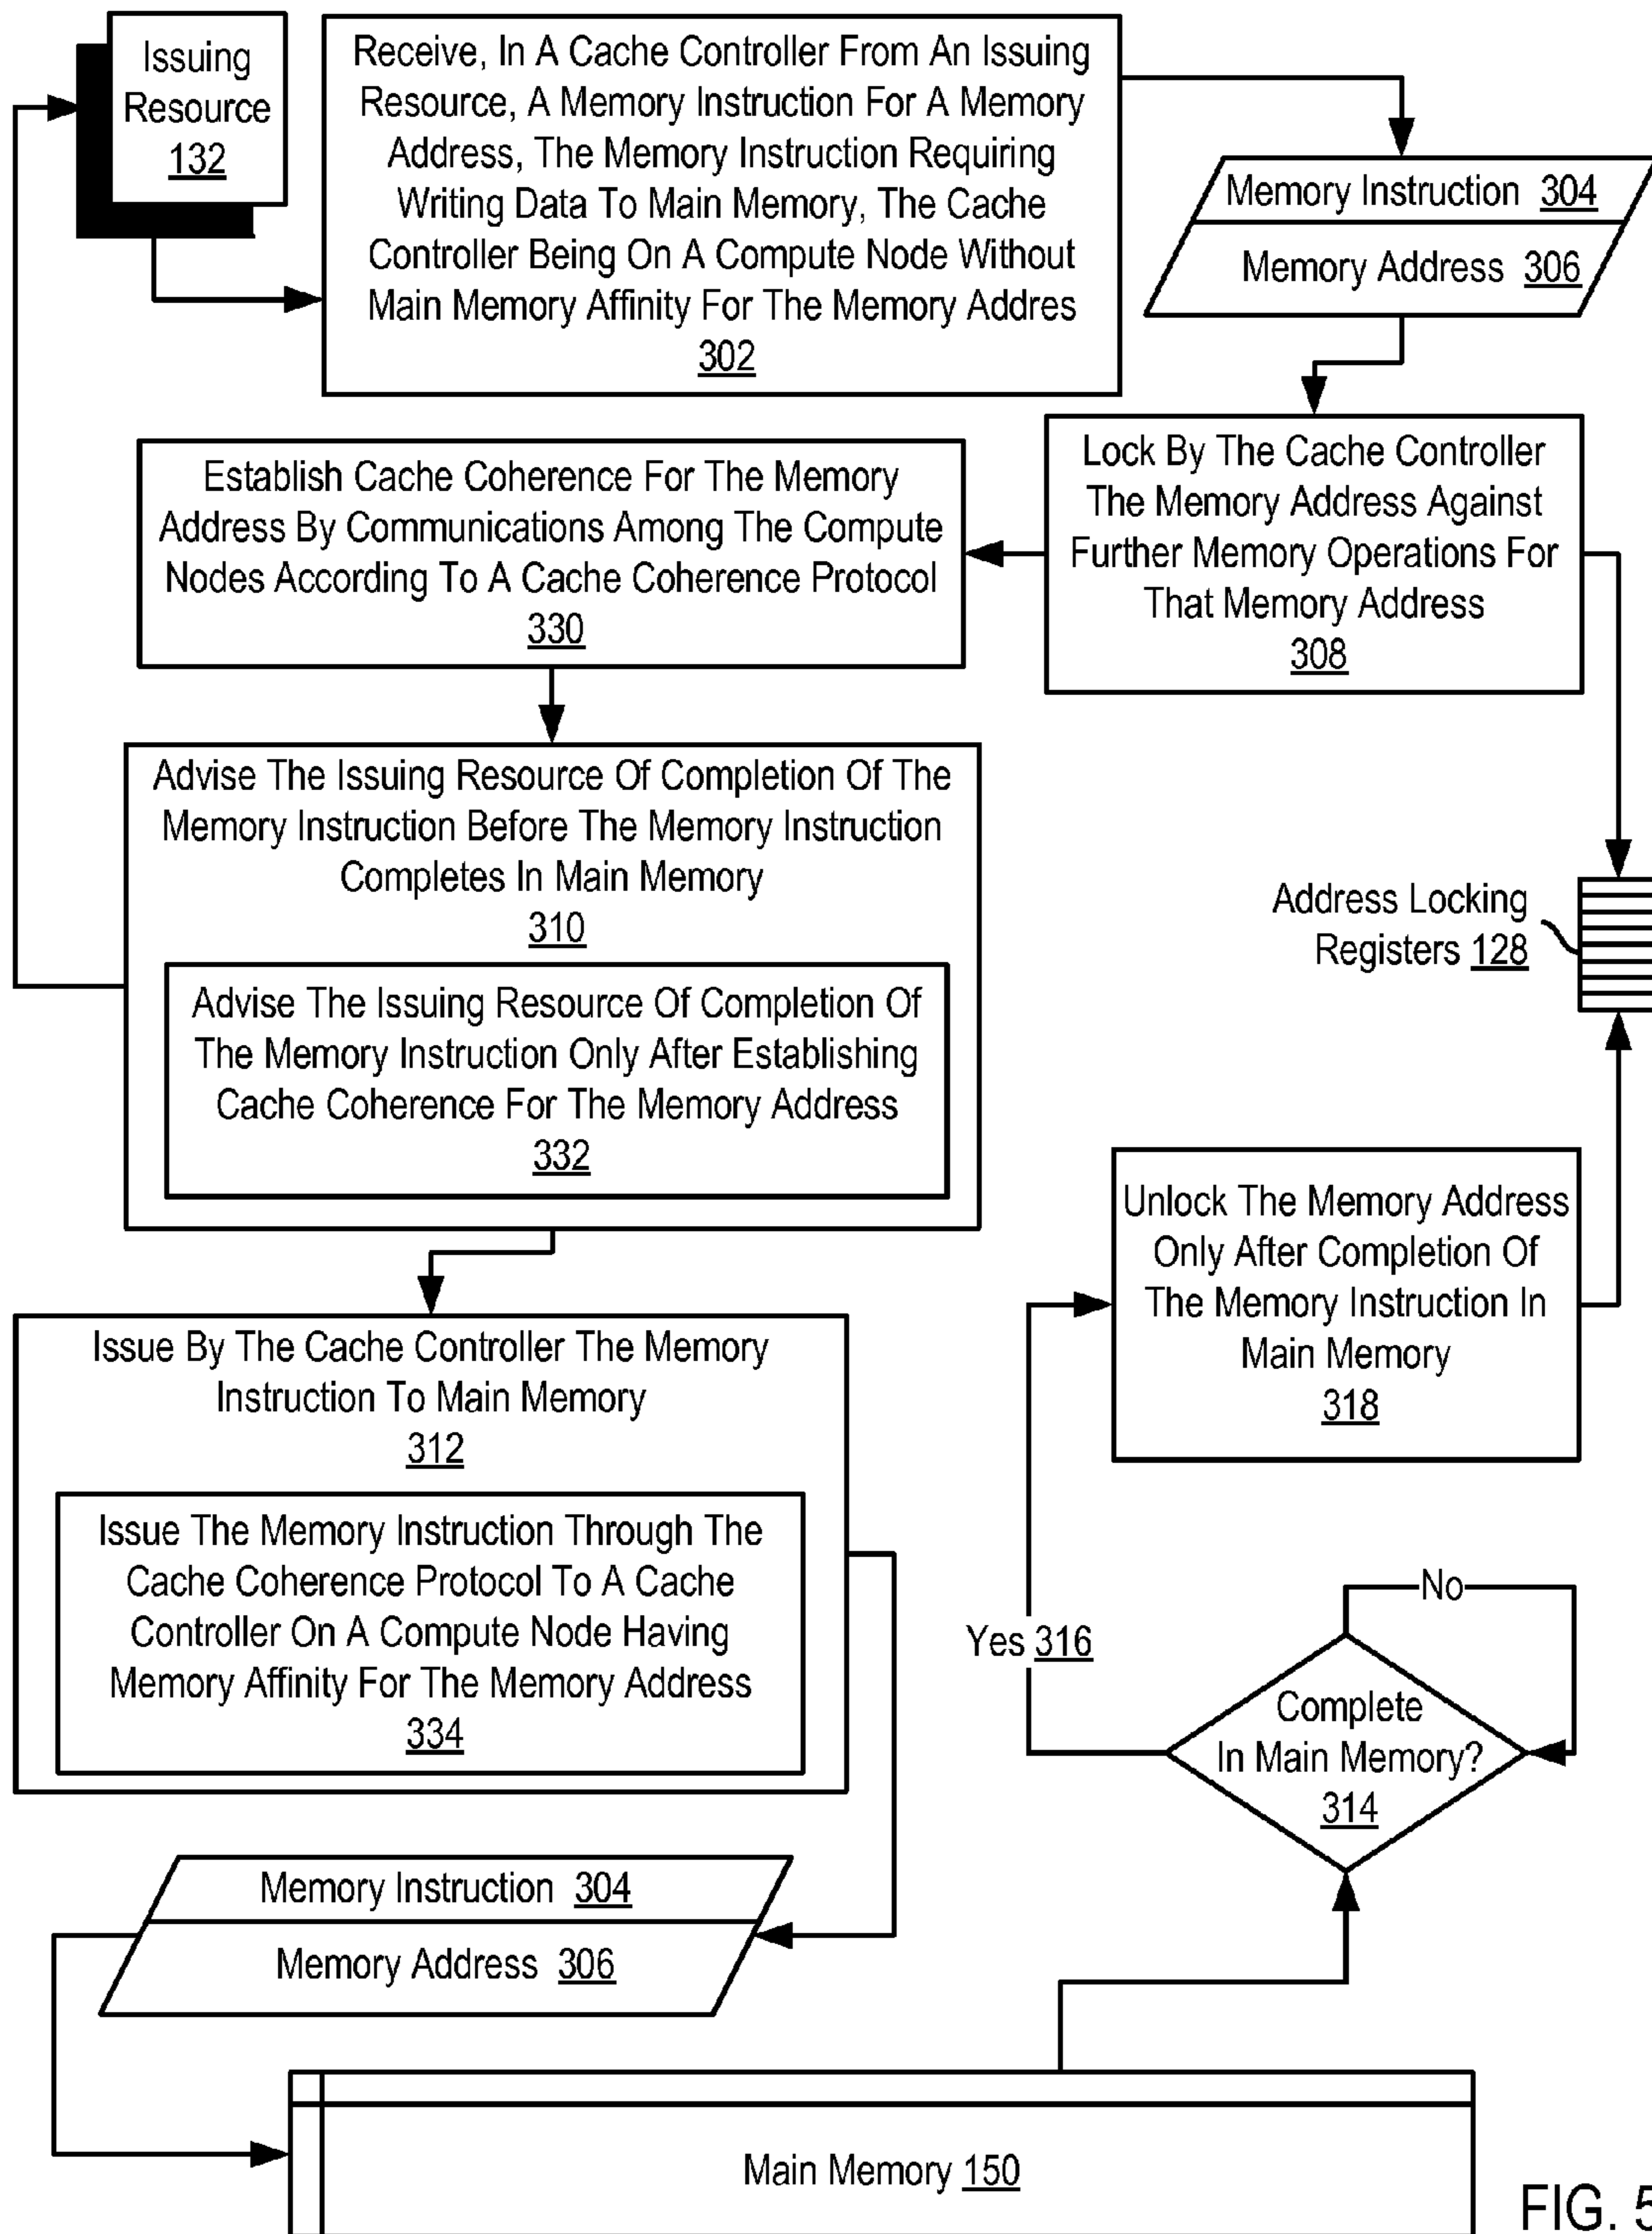 Issuing
Resource
132
Receive, In A Cache Controller From An Issuing
Resource, A Memory Instruction For A Memory
Address, The Memory Instruction Requiring
Writing Data To Main Memory, The Cache
Controller Being On A Compute Node Without
Main Memory Affinity For The Memory Addres
302
Memory Instruction 304
Memory Address 306
Lock By The Cache Controller
The Memory Address Against
Further Memory Operations For
That Memory Address
308
Establish Cache Coherence For The Memory
Address By Communications Among The Compute
Nodes According To A Cache Coherence Protocol
330
Advise The Issuing Resource Of Completion Of The
Memory Instruction Before The Memory Instruction
Completes In Main Memory
310
Advise The Issuing Resource Of Completion Of
The Memory Instruction Only After Establishing
Cache Coherence For The Memory Address
332
Address Locking
Registers 128
Unlock The Memory Address
Only After Completion Of
The Memory Instruction In
Main Memory
318
Issue By The Cache Controller The Memory
Instruction To Main Memory
312
Issue The Memory Instruction Through The
Cache Coherence Protocol To A Cache
Controller On A Compute Node Having
Memory Affinity For The Memory Address
334
No
Yes 316
Complete
In Main Memory?
314
Memory Instruction 304
Memory Address 306
Main Memory 150
FIG. 5